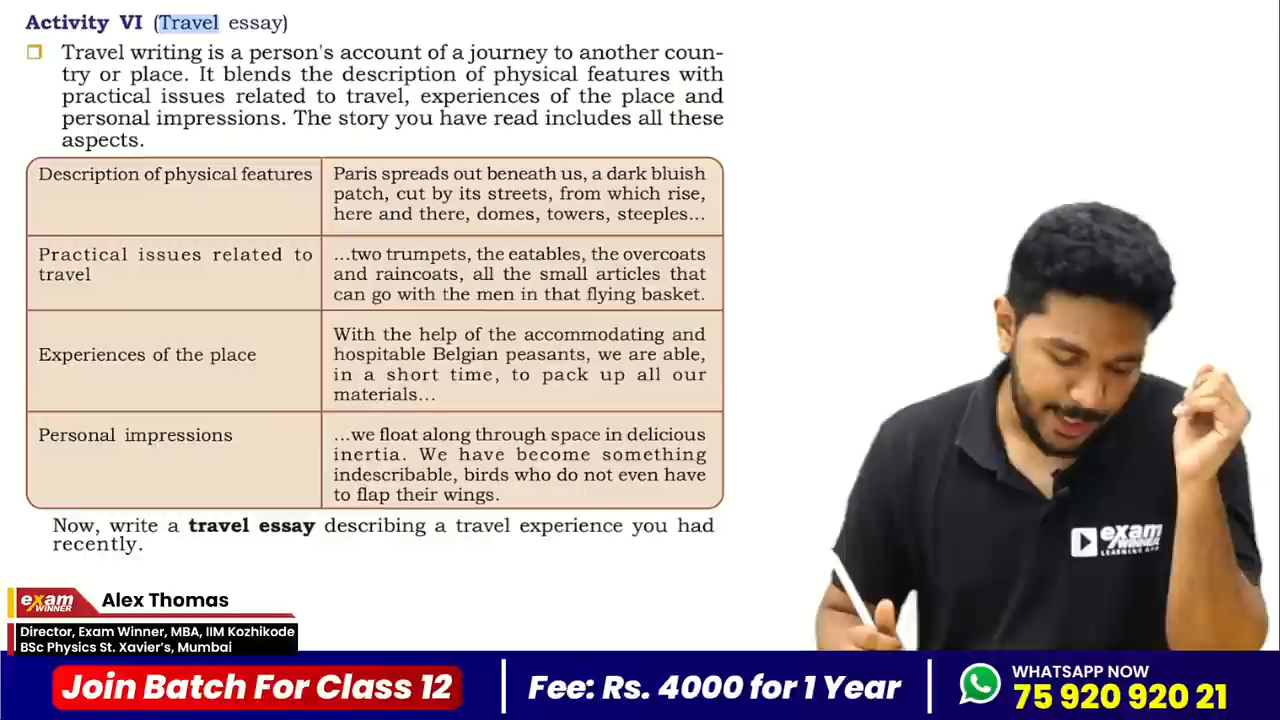 Activity VI (Travel essay)
❐ Travel writing is a person's account of a journey to another coun-
try or place. It blends the description of physical features with
practical issues related to travel, experiences of the place and
personal impressions. The story you have read includes all these
aspects.
Description of physical features
Paris spreads out beneath us, a dark bluish
patch, cut by its streets, from which rise,
here and there, domes, towers, steeples...
Practical issues related to
travel
...two trumpets, the eatables, the overcoats
and raincoats, all the small articles that
can go with the men in that flying basket.
Experiences of the place
With the help of the accommodating and
hospitable Belgian peasants, we are able,
in a short time, to pack up all our
materials...
Personal impressions
...we float along through space in delicious
inertia. We have become something
indescribable, birds who do not even have
to flap their wings.
Now, write a travel essay describing a travel experience you had
recently.
exam
WINNER
LEARNING APP
exam
WINNER
Alex Thomas
Director, Exam Winner, MBA, IIM Kozhikode
BSc Physics St. Xavier's, Mumbai
Join Batch For Class 12
Fee: Rs. 4000 for 1 Year
WHATSAPP NOW
75 920 920 21